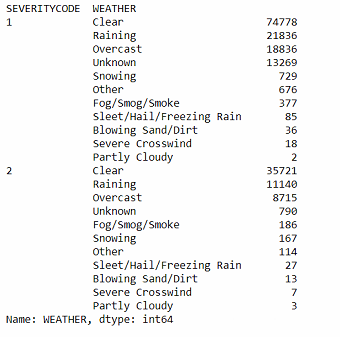 SEVERITYCODE  WEATHER
1             Clear                       74778
              Raining                     21836
              Overcast                    18836
              Unknown                     13269
              Snowing                       729
              Other                         676
              Fog/Smog/Smoke                377
              Sleet/Hail/Freezing Rain       85
              Blowing Sand/Dirt              36
              Severe Crosswind               18
              Partly Cloudy                   2
2             Clear                       35721
              Raining                     11140
              Overcast                     8715
              Unknown                       790
              Fog/Smog/Smoke                186
              Snowing                       167
              Other                         114
              Sleet/Hail/Freezing Rain       27
              Blowing Sand/Dirt              13
              Severe Crosswind                7
              Partly Cloudy                   3
Name: WEATHER, dtype: int64